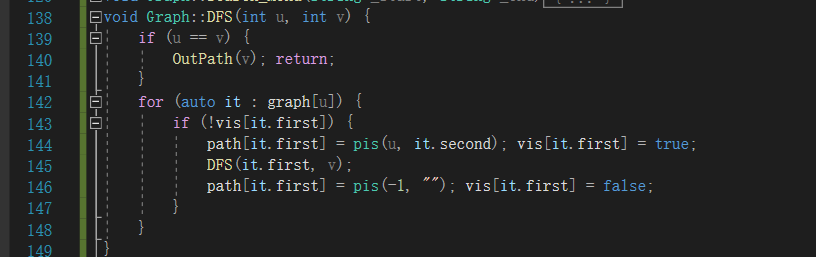 138 void Graph::DFS(int u, int v) {
139 if (u == v) {
140 OutPath(v); return;
141 }
142 for (auto it : graph[u]) {
143 if (!vis[it.first]) {
144 path[it.first] = pis(u, it.second); vis[it.first] = true;
145 DFS(it.first, v);
146 path[it.first] = pis(-1, ""); vis[it.first] = false;
147 }
148 }
149 }